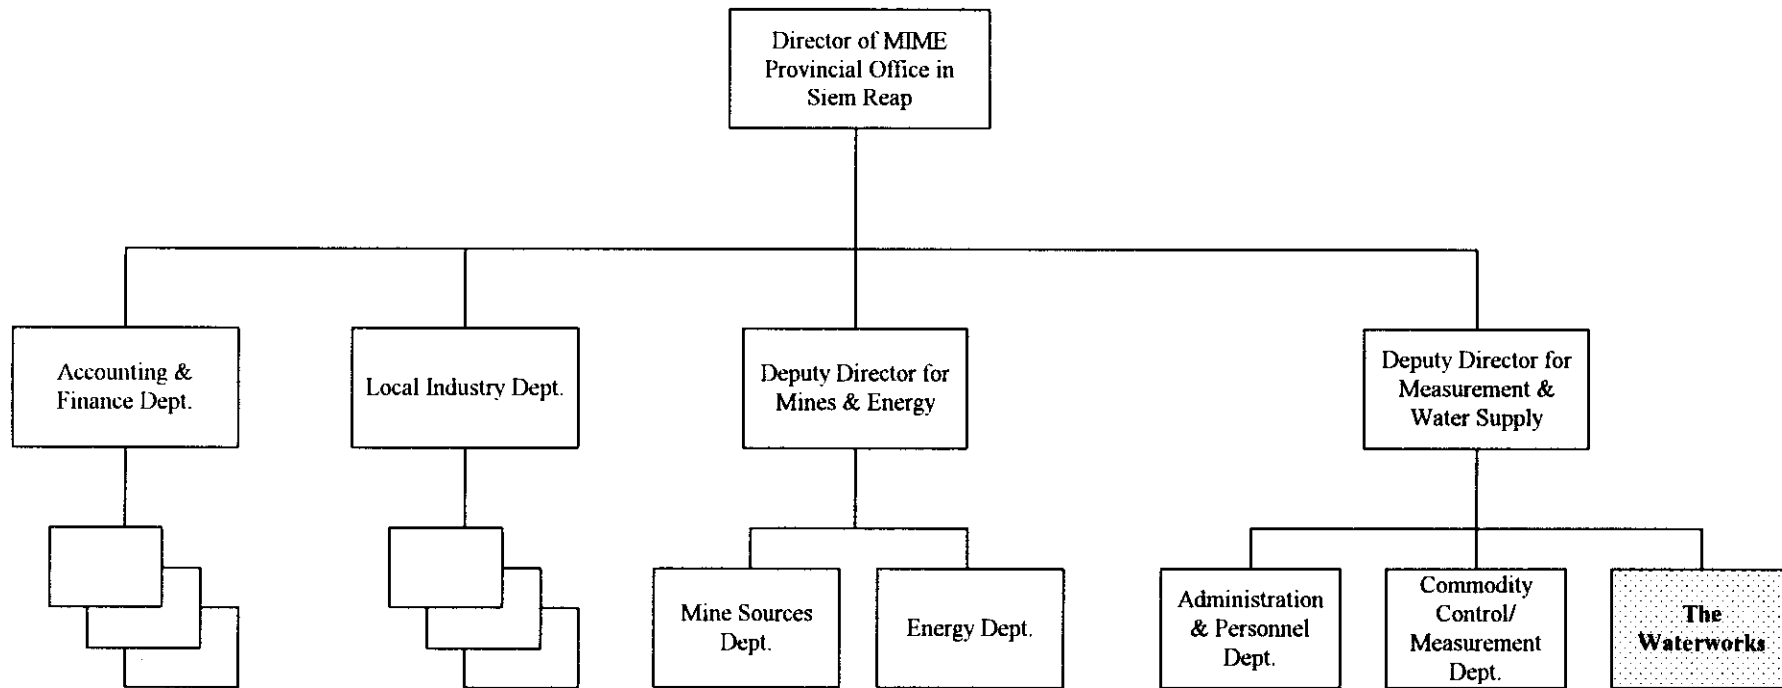 Director of MIME
Provincial Office in
Siem Reap
Accounting &
Finance Dept.
Local Industry Dept.
Deputy Director for
Mines & Energy
Deputy Director for
Measurement &
Water Supply
Mine Sources
Dept.
Energy Dept.
Administration
& Personnel
Dept.
Commodity
Control/
Measurement
Dept.
The
Waterworks